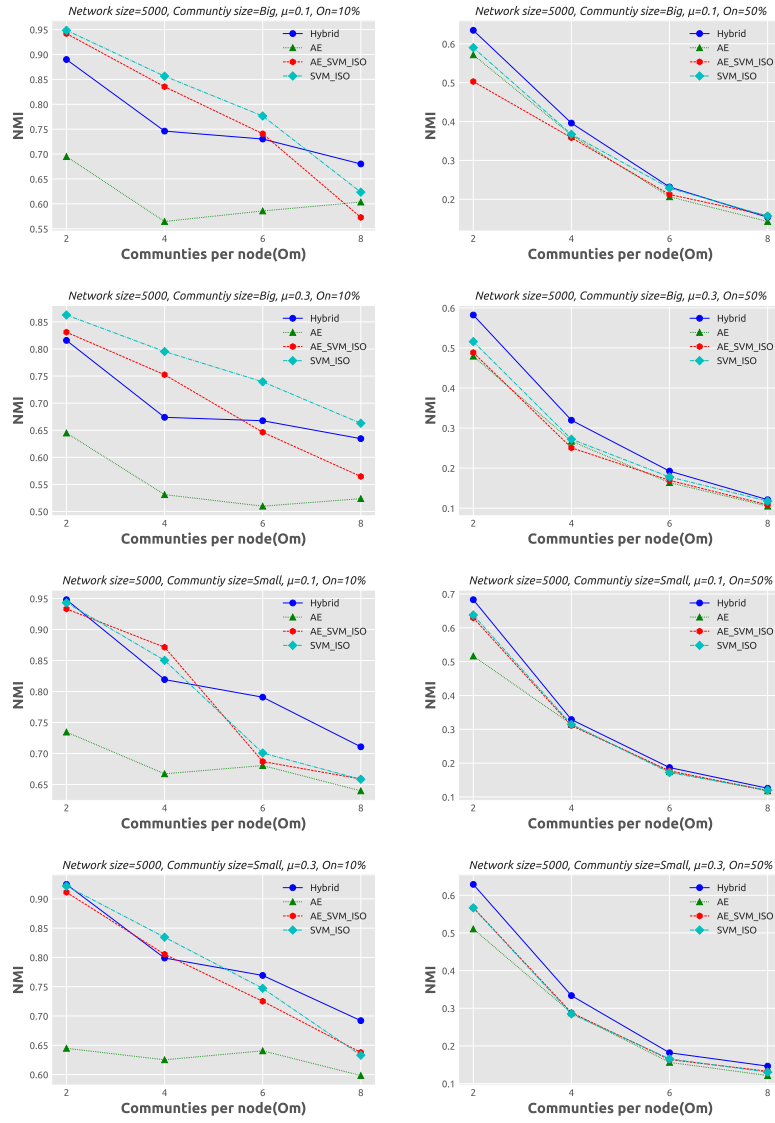 Network size=5000, Communtiy size=Big, μ=0.1, On=10%
0.95
0.90
0.85
0.80
0.75
0.70
0.65
0.60
0.55
NMI
Hybrid
AE
AE_SVM_ISO
SVM_ISO
2 4 6 8
Communties per node(Om)
Network size=5000, Communtiy size=Big, μ=0.1, On=50%
0.6
0.5
0.4
0.3
0.2
NMI
Hybrid
AE
AE_SVM_ISO
SVM_ISO
2 4 6 8
Communties per node(Om)
Network size=5000, Communtiy size=Big, μ=0.3, On=10%
0.85
0.80
0.75
0.70
0.65
0.60
0.55
0.50
NMI
Hybrid
AE
AE_SVM_ISO
SVM_ISO
2 4 6 8
Communties per node(Om)
Network size=5000, Communtiy size=Big, μ=0.3, On=50%
0.6
0.5
0.4
0.3
0.2
0.1
NMI
Hybrid
AE
AE_SVM_ISO
SVM_ISO
2 4 6 8
Communties per node(Om)
Network size=5000, Communtiy size=Small, μ=0.1, On=10%
0.95
0.90
0.85
0.80
0.75
0.70
0.65
NMI
Hybrid
AE
AE_SVM_ISO
SVM_ISO
2 4 6 8
Communties per node(Om)
Network size=5000, Communtiy size=Small, μ=0.1, On=50%
0.7
0.6
0.5
0.4
0.3
0.2
0.1
NMI
Hybrid
AE
AE_SVM_ISO
SVM_ISO
2 4 6 8
Communties per node(Om)
Network size=5000, Communtiy size=Small, μ=0.3, On=10%
0.90
0.85
0.80
0.75
0.70
0.65
0.60
NMI
Hybrid
AE
AE_SVM_ISO
SVM_ISO
2 4 6 8
Communties per node(Om)
Network size=5000, Communtiy size=Small, μ=0.3, On=50%
0.6
0.5
0.4
0.3
0.2
0.1
NMI
Hybrid
AE
AE_SVM_ISO
SVM_ISO
2 4 6 8
Communties per node(Om)